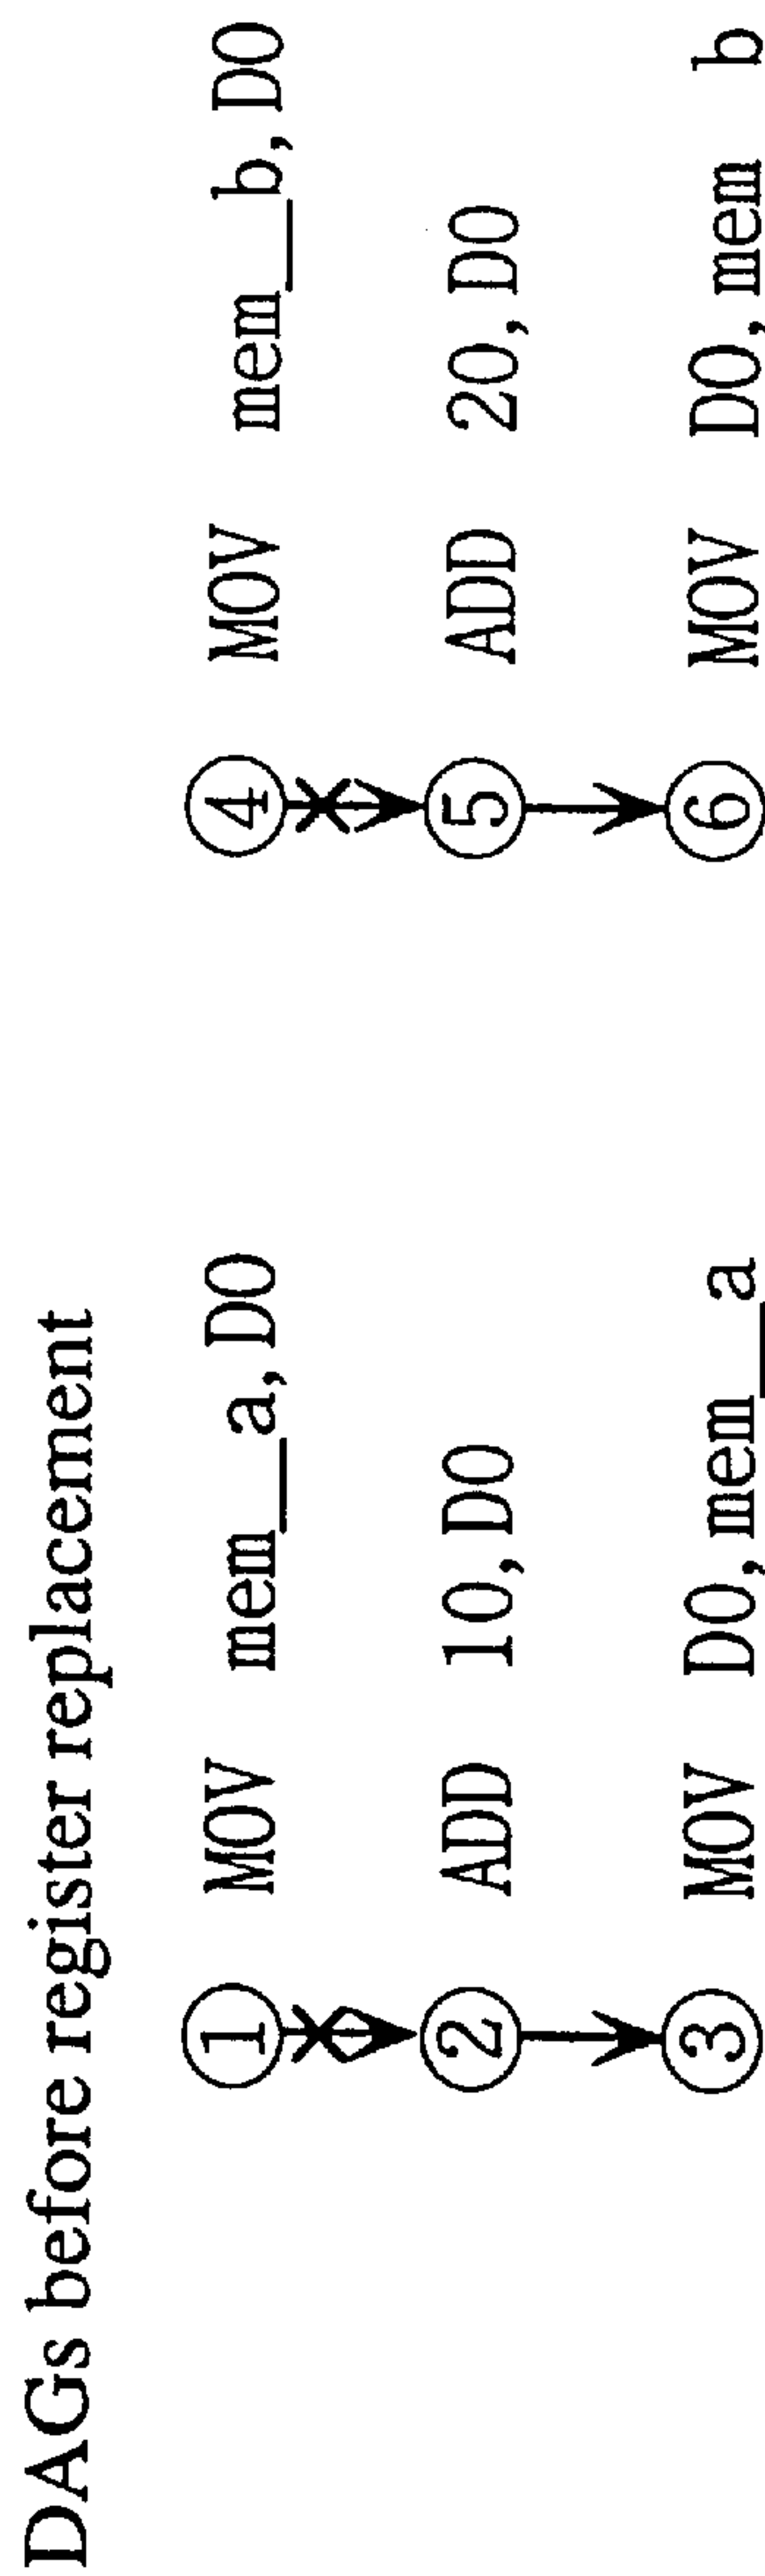 DAGs before register replacement
① MOV mem__a, D0 ④ MOV mem__b, D0
② ADD 10, D0 ⑤ ADD 20, D0
③ MOV D0, mem__a ⑥ MOV D0, mem b